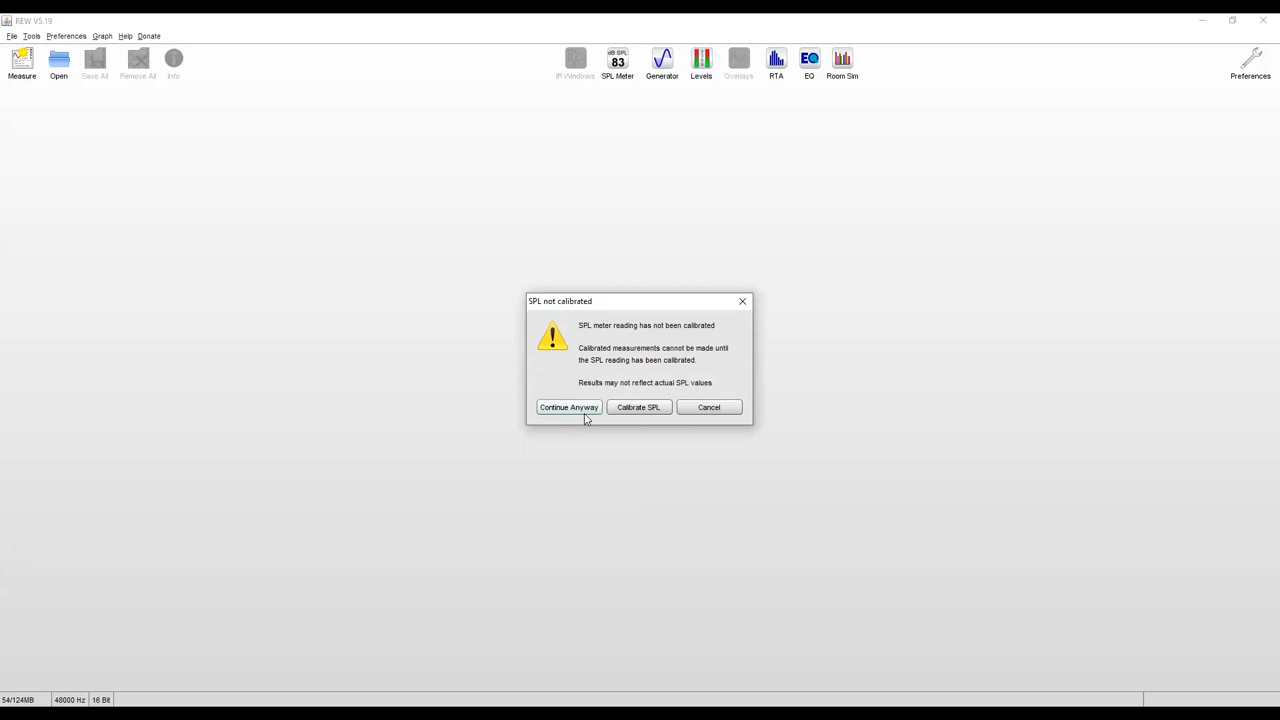 REW V5.19
File Tools Preferences Graph Help Donate
dB SPL
83
EQ
Measure Open Save All Remove All Info IR Windows SPL Meter Generator Levels Overlays RTA EQ Room Sim Preferences
SPL not calibrated
SPL meter reading has not been calibrated
Calibrated measurements cannot be made until
the SPL reading has been calibrated.
Results may not reflect actual SPL values
Continue Anyway Calibrate SPL Cancel
54/124MB 48000 Hz 16 Bit